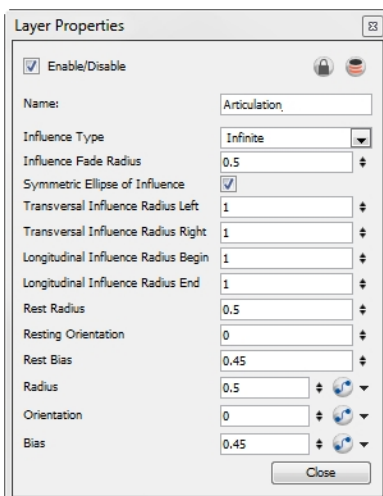 Layer Properties
Enable/Disable
Name: Articulation
Influence Type Infinite
Influence Fade Radius 0.5
Symmetric Ellipse of Influence
Transversal Influence Radius Left 1
Transversal Influence Radius Right 1
Longitudinal Influence Radius Begin 1
Longitudinal Influence Radius End 1
Rest Radius 0.5
Resting Orientation 0
Rest Bias 0.45
Radius 0.5
Orientation 0
Bias 0.45
Close